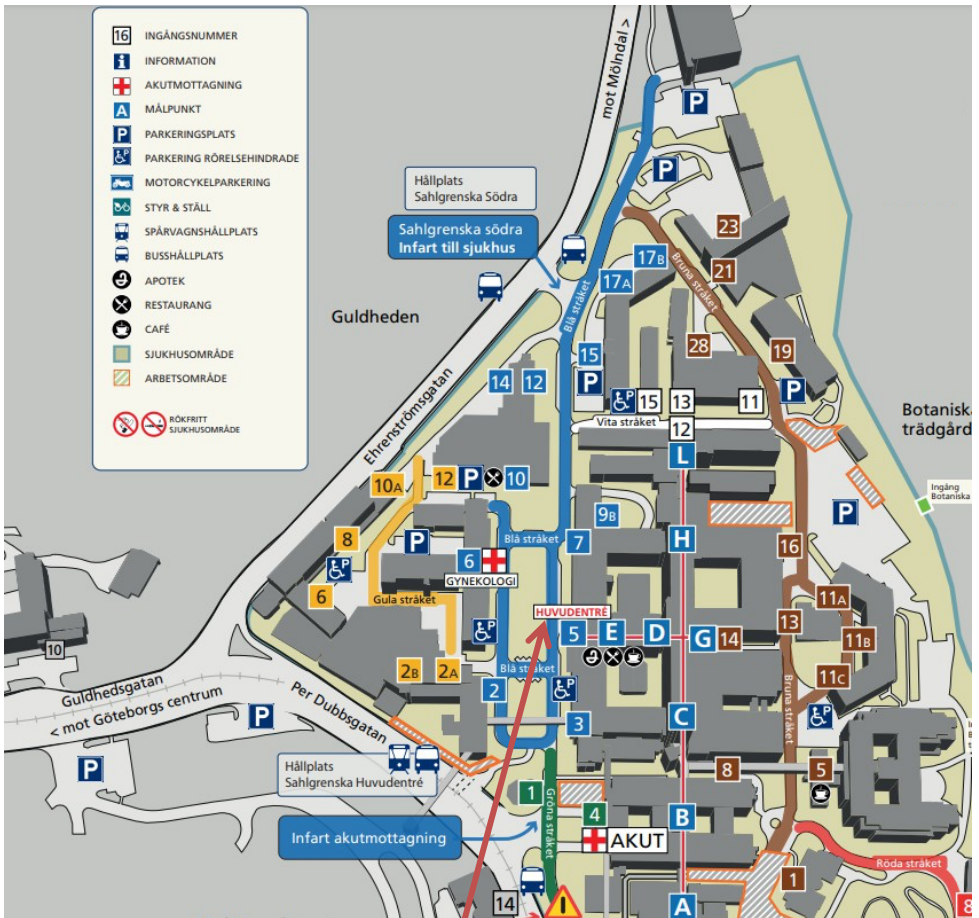 16 INGÅNGSNUMMER
i INFORMATION
AKUTMOTTAGNING
A MÅLPUNKT
P PARKERINGSPLATS
P PARKERING RÖRELSEHINDRADE
MOTORCYKELPARKERING
STYR & STÄLL
SPÅRVAGNSHÅLLPLATS
BUSSHÅLLPLATS
APOTEK
RESTAURANG
CAFÉ
SJUKHUSOMRÅDE
ARBETSOMRÅDE
RÖKFRITT
SJUKHUSOMRÅDE
mot Mölndal >
P
Hållplats
Sahlgrenska Södra
Sahlgrenska södra
Infart till sjukhus
P
23
17B
21
17A
Bruna stråket
Blå stråket
Guldheden
28
19
15
P
14
12
P
15
13
11
P
Vita stråket
12
Botaniska
trädgård
L
Ehrenströmsgatan
10A
12
P
10
Ingång
Botaniska
9B
P
8
P
Blå stråket
7
H
16
P
6
GYNEKOLOGI
6
Gula stråket
11A
HUVUDENTRÉ
13
P
5
E
D
G
14
11B
10
2B
2A
Blå stråket
11C
2
P
Guldhedsgatan
< mot Göteborgs centrum
Per Dubbsgatan
P
3
C
Bruna stråket
P
P
Hållplats
Sahlgrenska Huvudentré
8
5
1
Gröna stråket
4
B
Infart akutmottagning
AKUT
Röda stråket
14
1
A
8